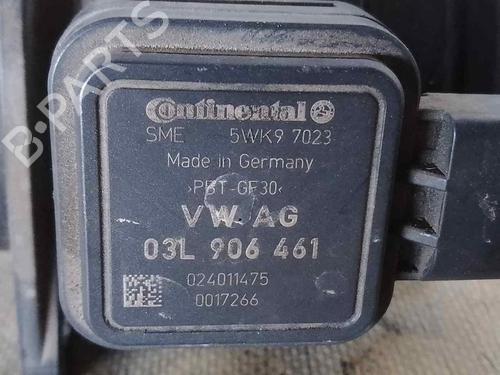 Continental
SME 5WK9 7023
Made in Germany
>PBT-GF30<
VW AG
03L 906 461
024011475
0017266
B-PARTS